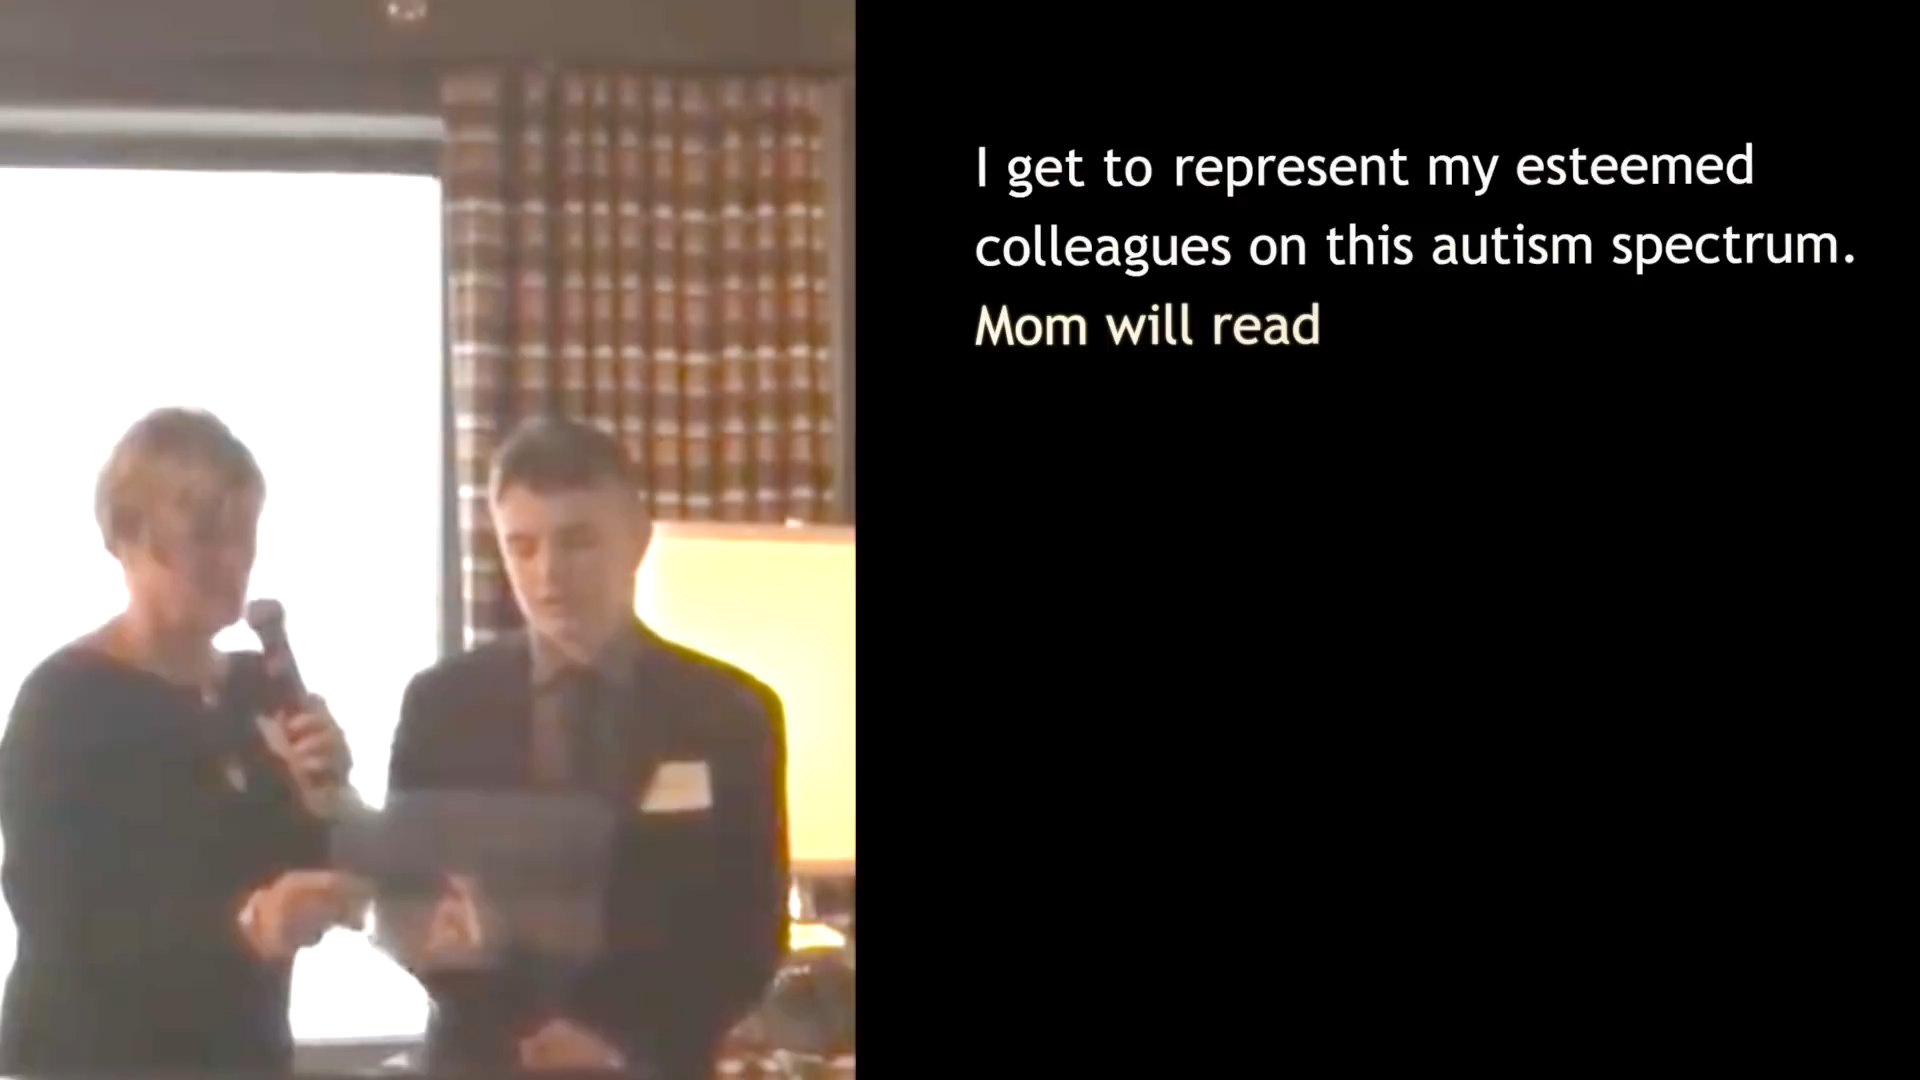 I get to represent my esteemed
colleagues on this autism spectrum.
Mom will read